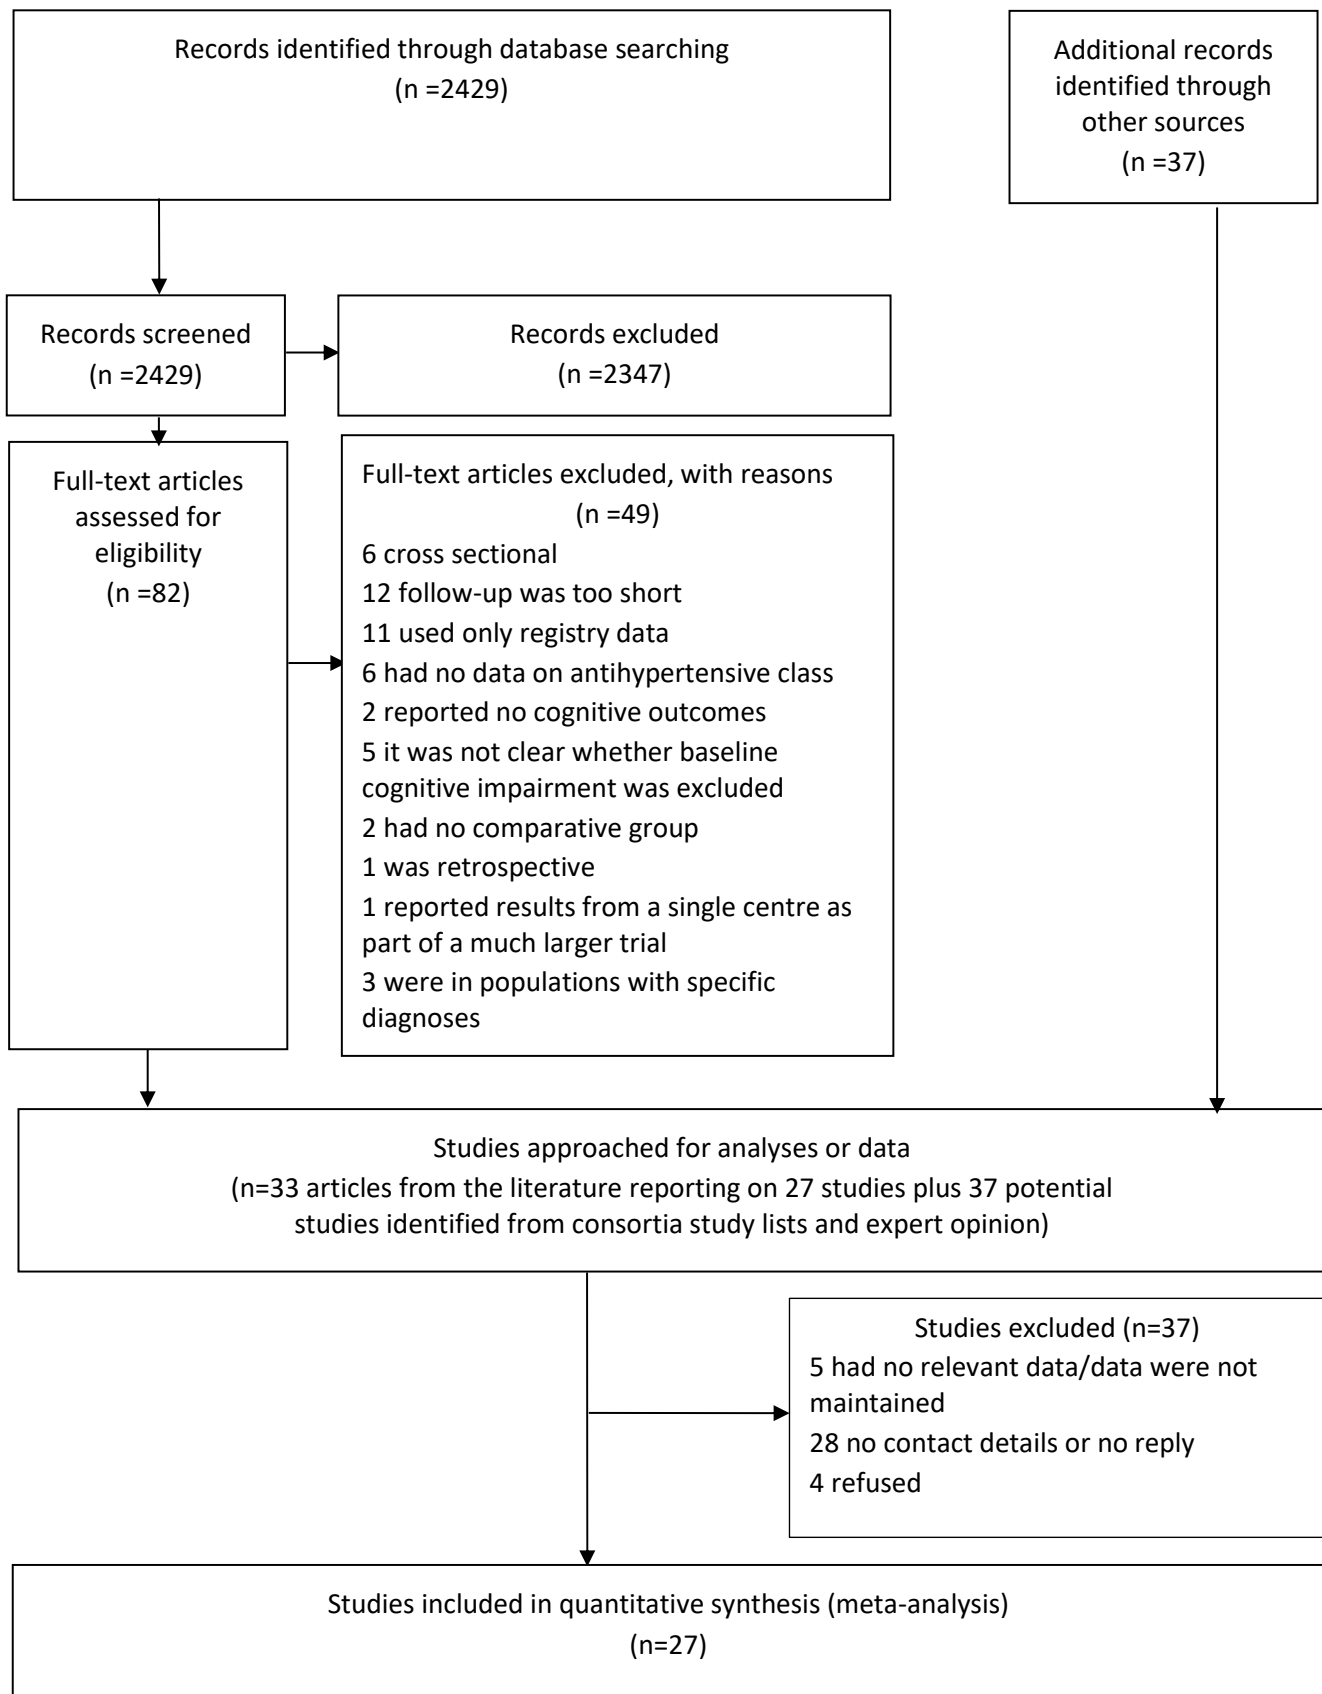 Records identified through database searching
(n =2429)
Additional records
identified through
other sources
(n =37)
Records screened
(n =2429)
Records excluded
(n =2347)
Full-text articles
assessed for
eligibility
(n =82)
Full-text articles excluded, with reasons
(n =49)
6 cross sectional
12 follow-up was too short
11 used only registry data
6 had no data on antihypertensive class
2 reported no cognitive outcomes
5 it was not clear whether baseline
cognitive impairment was excluded
2 had no comparative group
1 was retrospective
1 reported results from a single centre as
part of a much larger trial
3 were in populations with specific
diagnoses
Studies approached for analyses or data
(n=33 articles from the literature reporting on 27 studies plus 37 potential
studies identified from consortia study lists and expert opinion)
Studies excluded (n=37)
5 had no relevant data/data were not
maintained
28 no contact details or no reply
4 refused
Studies included in quantitative synthesis (meta-analysis)
(n=27)